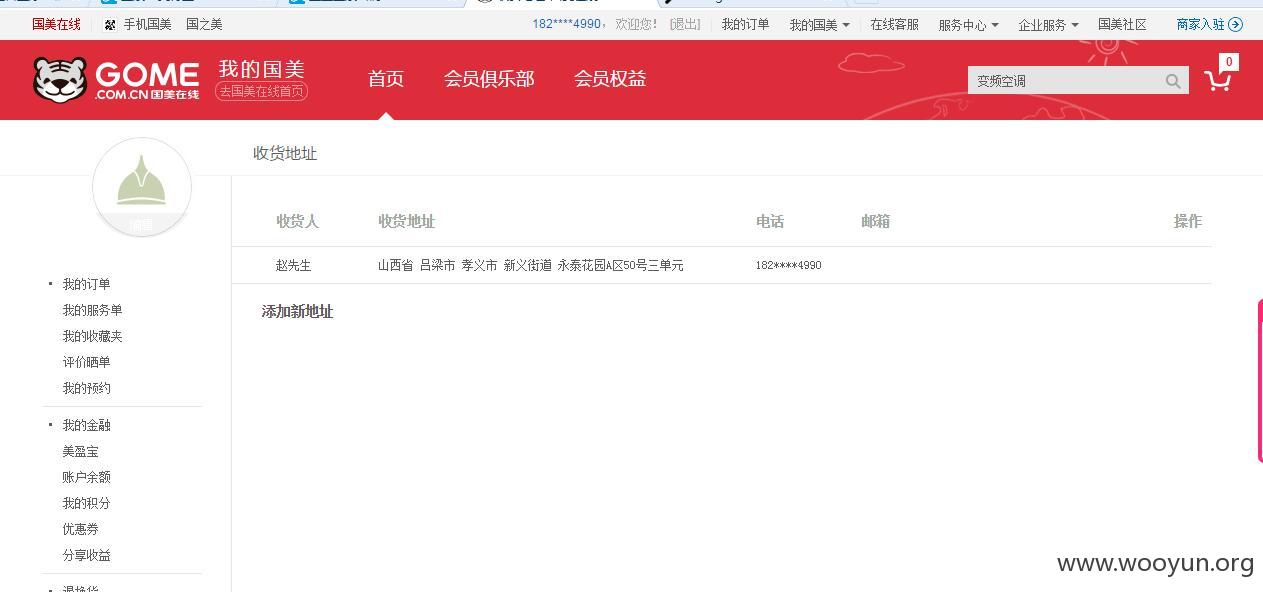 国美在线 手机国美 国之美 182****4990，欢迎您！ [退出] 我的订单 我的国美 在线客服 服务中心 企业服务 国美社区 商家入驻
GOME
.COM.CN 国美在线
我的国美
去国美在线首页
首页 会员俱乐部 会员权益
变频空调
0
收货地址
编辑
收货人 收货地址 电话 邮箱 操作
赵先生 山西省 吕梁市 孝义市 新义街道 永泰花园A区50号三单元 182****4990
添加新地址
我的订单
我的服务单
我的收藏夹
评价晒单
我的预约
我的金融
美盈宝
账户余额
我的积分
优惠券
分享收益
退换货
www.wooyun.org